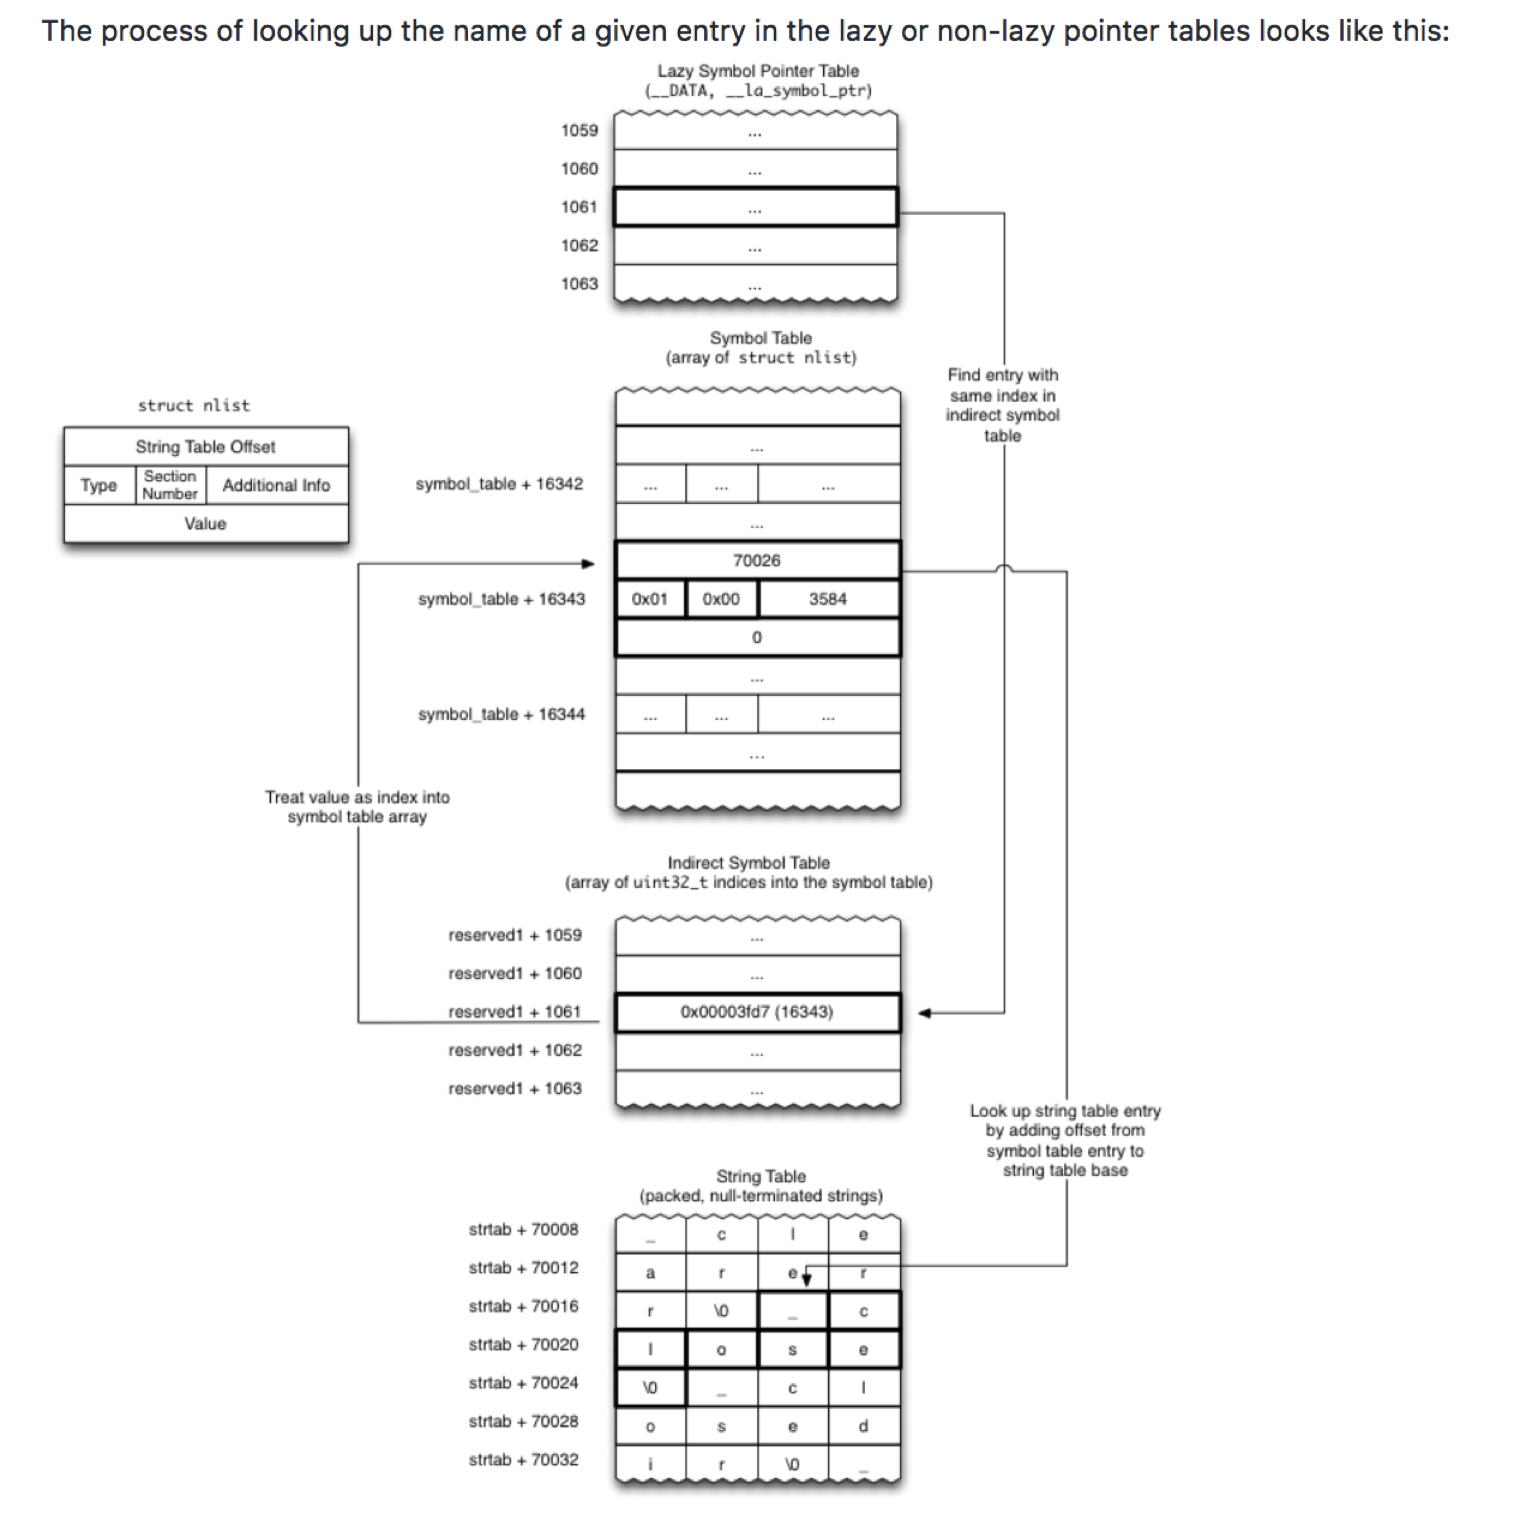 The process of looking up the name of a given entry in the lazy or non-lazy pointer tables looks like this:
Lazy Symbol Pointer Table
(__DATA, __la_symbol_ptr)
1059 ...
1060 ...
1061 ...
1062 ...
1063 ...
Symbol Table
(array of struct nlist)
Find entry with
same index in
indirect symbol
table
struct nlist
String Table Offset
Type Section Number Additional Info
Value
...
symbol_table + 16342 ... ... ...
...
70026
symbol_table + 16343 0x01 0x00 3584
0
...
symbol_table + 16344 ... ... ...
...
Treat value as index into
symbol table array
Indirect Symbol Table
(array of uint32_t indices into the symbol table)
reserved1 + 1059 ...
reserved1 + 1060 ...
reserved1 + 1061 0x00003fd7 (16343)
reserved1 + 1062 ...
reserved1 + 1063 ...
Look up string table entry
by adding offset from
symbol table entry to
string table base
String Table
(packed, null-terminated strings)
strtab + 70008 _ c l e
strtab + 70012 a r e r
strtab + 70016 r \0 _ c
strtab + 70020 l o s e
strtab + 70024 \0 _ c l
strtab + 70028 o s e d
strtab + 70032 i r \0 _